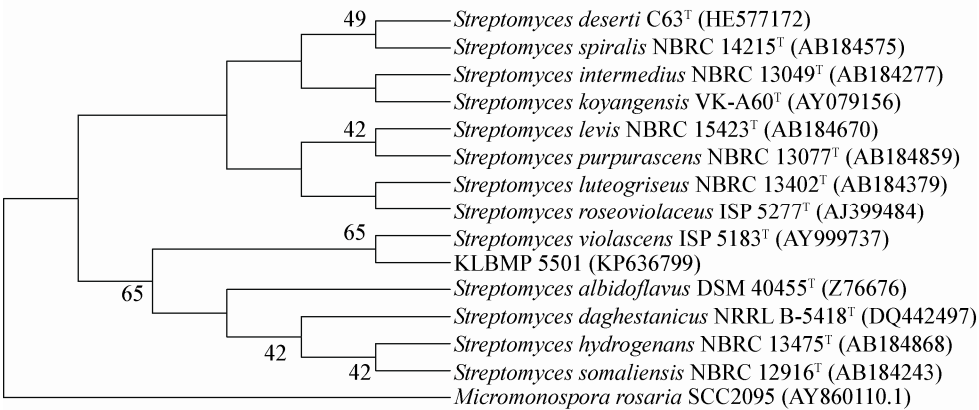 49
Streptomyces deserti C63ᵀ (HE577172)
Streptomyces spiralis NBRC 14215ᵀ (AB184575)
Streptomyces intermedius NBRC 13049ᵀ (AB184277)
Streptomyces koyangensis VK-A60ᵀ (AY079156)
42
Streptomyces levis NBRC 15423ᵀ (AB184670)
Streptomyces purpurascens NBRC 13077ᵀ (AB184859)
Streptomyces luteogriseus NBRC 13402ᵀ (AB184379)
Streptomyces roseoviolaceus ISP 5277ᵀ (AJ399484)
65
Streptomyces violascens ISP 5183ᵀ (AY999737)
KLBMP 5501 (KP636799)
65
Streptomyces albidoflavus DSM 40455ᵀ (Z76676)
Streptomyces daghestanicus NRRL B-5418ᵀ (DQ442497)
42
Streptomyces hydrogenans NBRC 13475ᵀ (AB184868)
42
Streptomyces somaliensis NBRC 12916ᵀ (AB184243)
Micromonospora rosaria SCC2095 (AY860110.1)